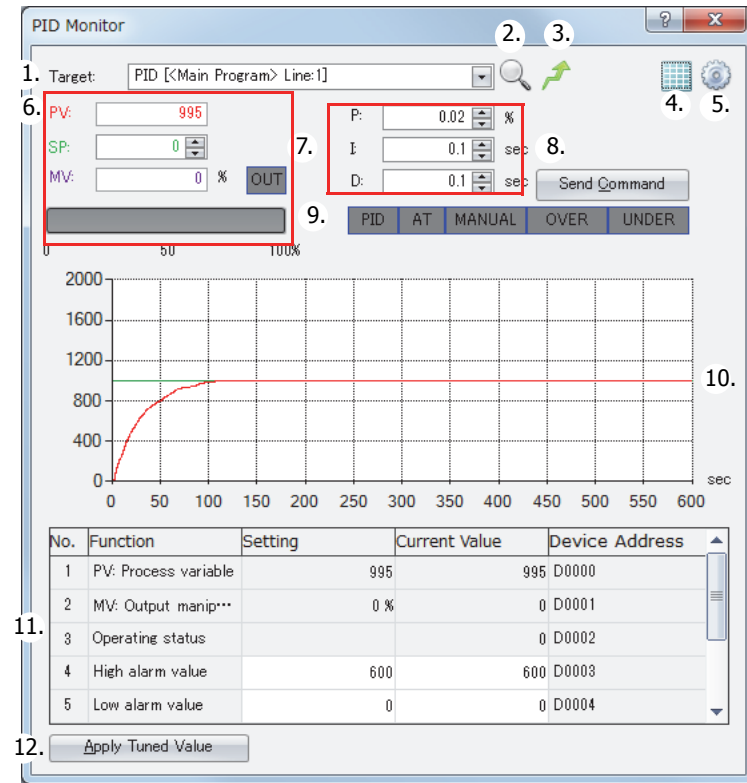 PID Monitor
2. 3.
1. Target: PID [<Main Program> Line:1]
4. 5.
6. PV: 995 P: 0.02 %
SP: 0 7. I: 0.1 sec 8.
MV: 0 % OUT D: 0.1 sec Send Command
9. PID AT MANUAL OVER UNDER
0 50 100%
2000
1600
1200
10.
800
400
0 sec
0 50 100 150 200 250 300 350 400 450 500 550 600
No. Function Setting Current Value Device Address
1 PV: Process variable 995 995 D0000
2 MV: Output manip··· 0 % 0 D0001
11.
3 Operating status 0 D0002
4 High alarm value 600 600 D0003
5 Low alarm value 0 0 D0004
12. Apply Tuned Value